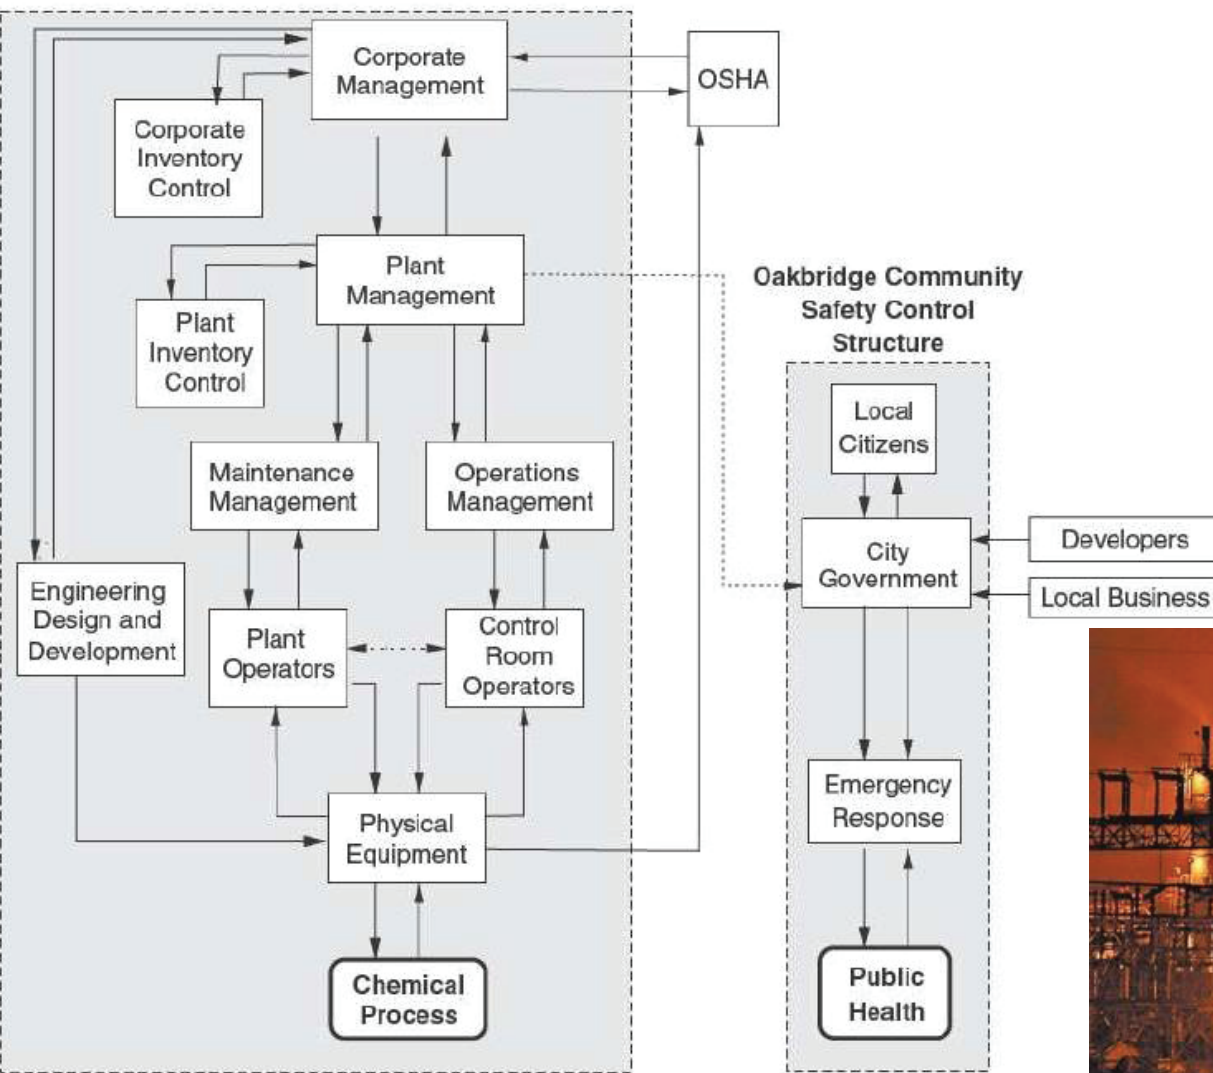 Corporate
Management
OSHA
Corporate
Inventory
Control
Plant
Management
Oakbridge Community
Safety Control
Structure
Plant
Inventory
Control
Local
Citizens
Maintenance
Management
Operations
Management
City
Government
Developers
Local Business
Engineering
Design and
Development
Plant
Operators
Control
Room
Operators
Emergency
Response
Physical
Equipment
Chemical
Process
Public
Health